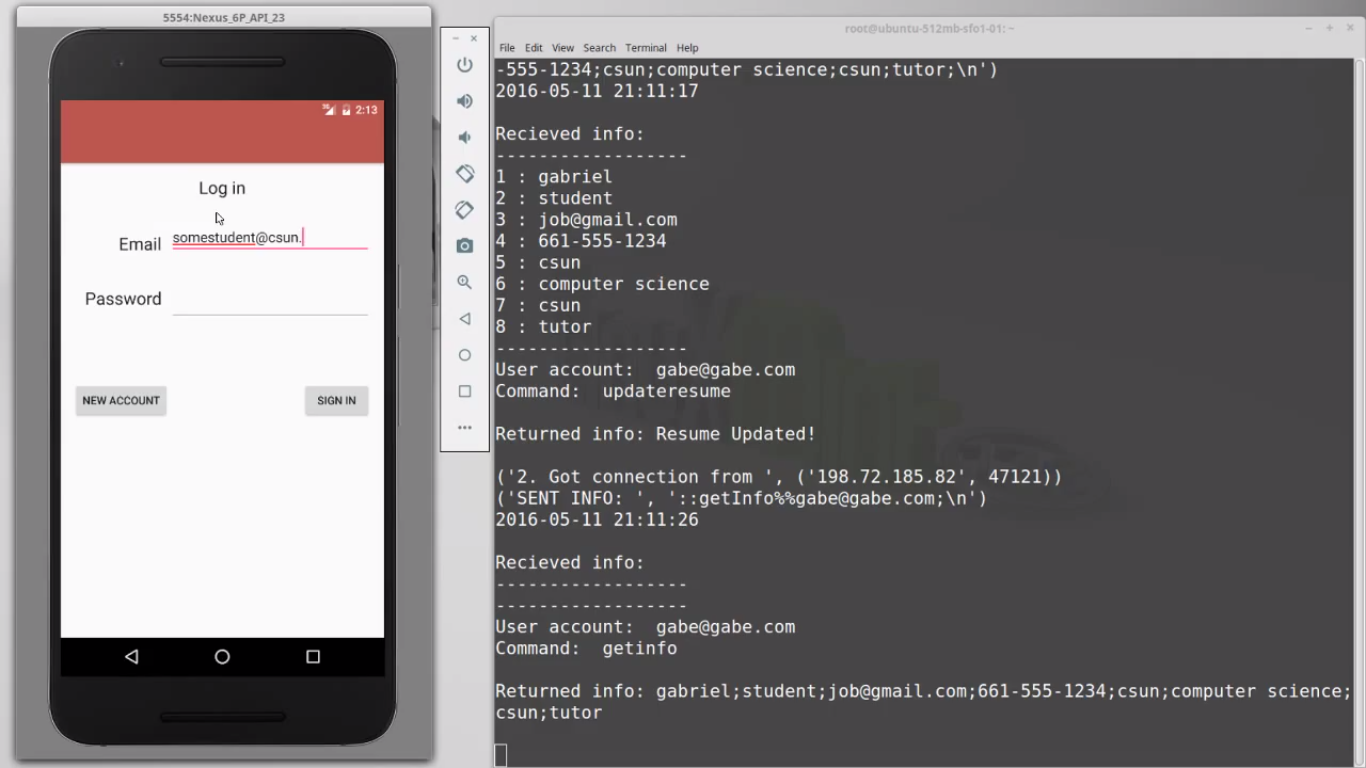 5554:Nexus_6P_API_23
2:13
Log in
Email somestudent@csun.
Password
NEW ACCOUNT SIGN IN
root@ubuntu-512mb-sfo1-01: ~
File Edit View Search Terminal Help
-555-1234;csun;computer science;csun;tutor;\n')
2016-05-11 21:11:17
Recieved info:
------------------
1 : gabriel
2 : student
3 : job@gmail.com
4 : 661-555-1234
5 : csun
6 : computer science
7 : csun
8 : tutor
------------------
User account:  gabe@gabe.com
Command:  updateresume
Returned info: Resume Updated!
('2. Got connection from ', ('198.72.185.82', 47121))
('SENT INFO: ', '::getInfo%%gabe@gabe.com;\n')
2016-05-11 21:11:26
Recieved info:
------------------
------------------
User account:  gabe@gabe.com
Command:  getinfo
Returned info: gabriel;student;job@gmail.com;661-555-1234;csun;computer science;
csun;tutor